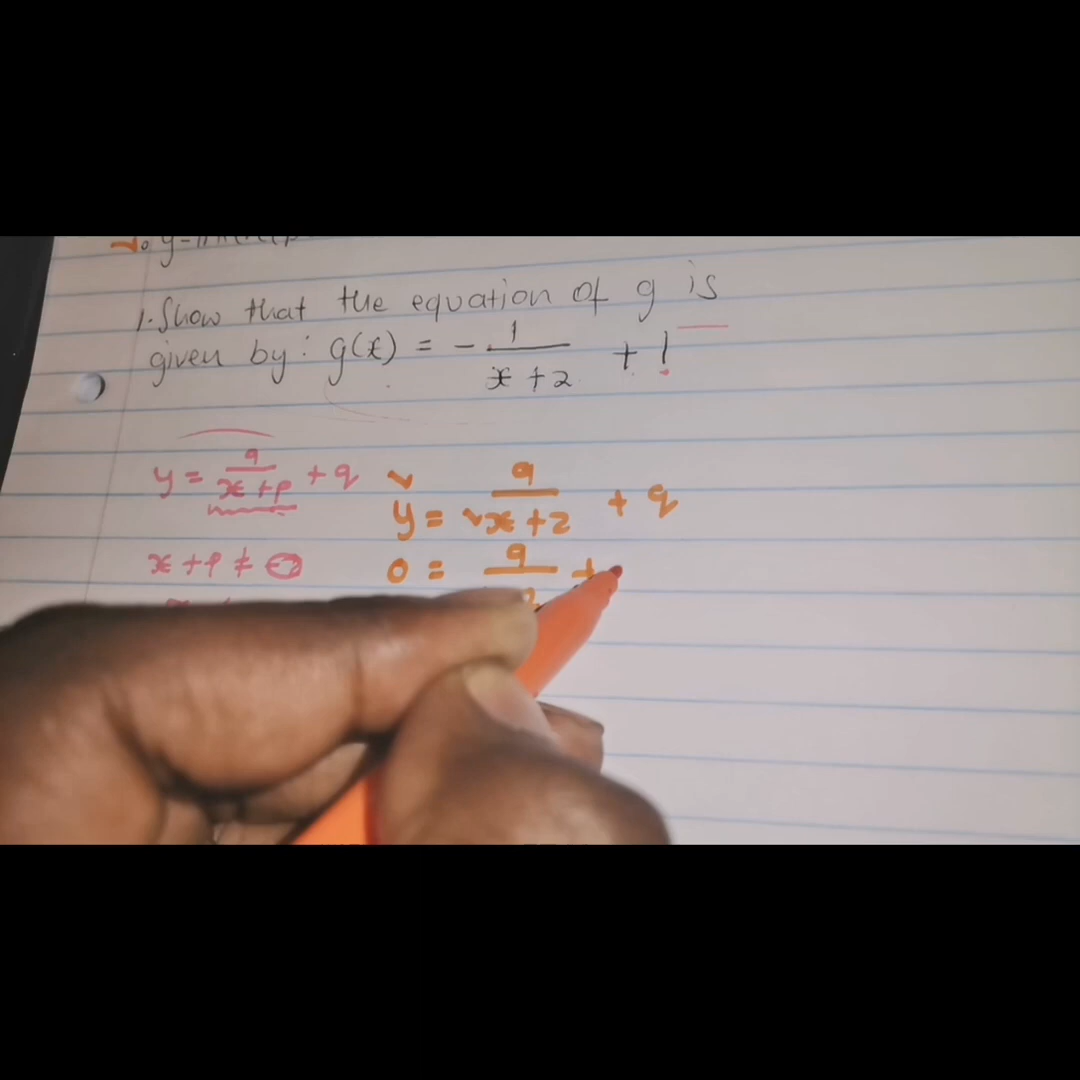 1. Show that the equation of g is
given by: g(x) = - 1/(x + 2) + 1
y = a/(x + p) + q
y = a/(x + 2) + q
x + p ≠ 0
0 = a/ +